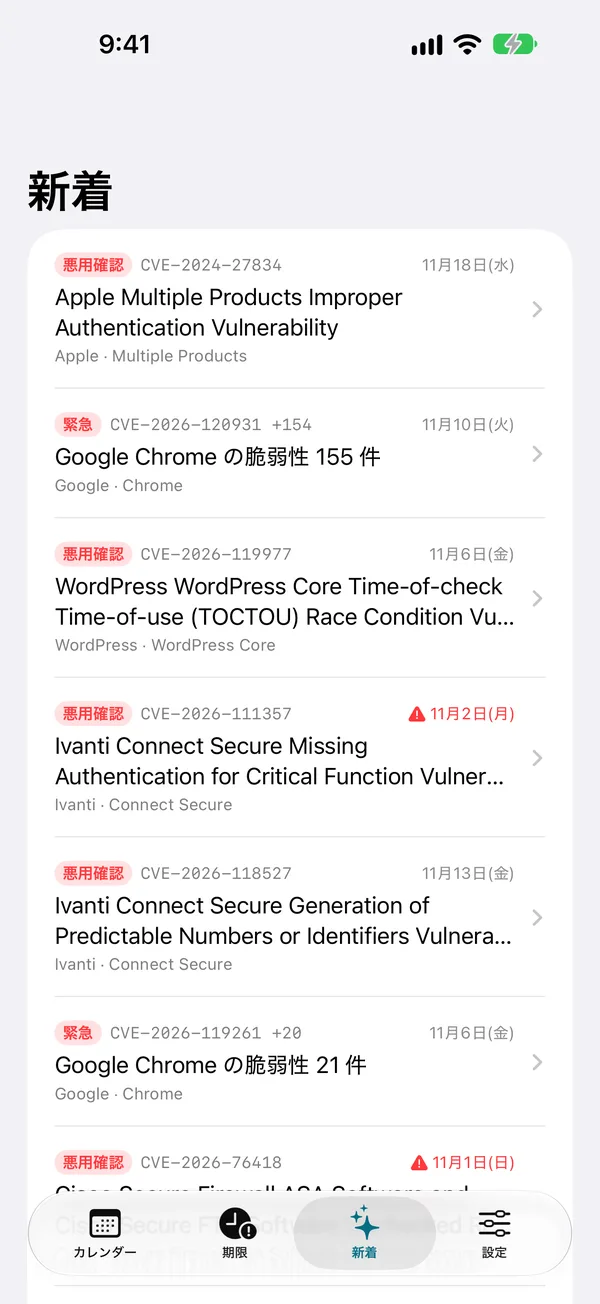 9:41
新着
悪用確認 CVE-2024-27834 11月18日(水)
Apple Multiple Products Improper
Authentication Vulnerability
Apple · Multiple Products
緊急 CVE-2026-120931 +154 11月10日(火)
Google Chrome の脆弱性 155 件
Google · Chrome
悪用確認 CVE-2026-119977 11月6日(金)
WordPress WordPress Core Time-of-check
Time-of-use (TOCTOU) Race Condition Vu...
WordPress · WordPress Core
悪用確認 CVE-2026-111357 11月2日(月)
Ivanti Connect Secure Missing
Authentication for Critical Function Vulner...
Ivanti · Connect Secure
悪用確認 CVE-2026-118527 11月13日(金)
Ivanti Connect Secure Generation of
Predictable Numbers or Identifiers Vulnera...
Ivanti · Connect Secure
緊急 CVE-2026-119261 +20 11月6日(金)
Google Chrome の脆弱性 21 件
Google · Chrome
悪用確認 CVE-2026-76418 11月1日(日)
Cisco Secure Firewall ASA Software and
カレンダー 期限 新着 設定